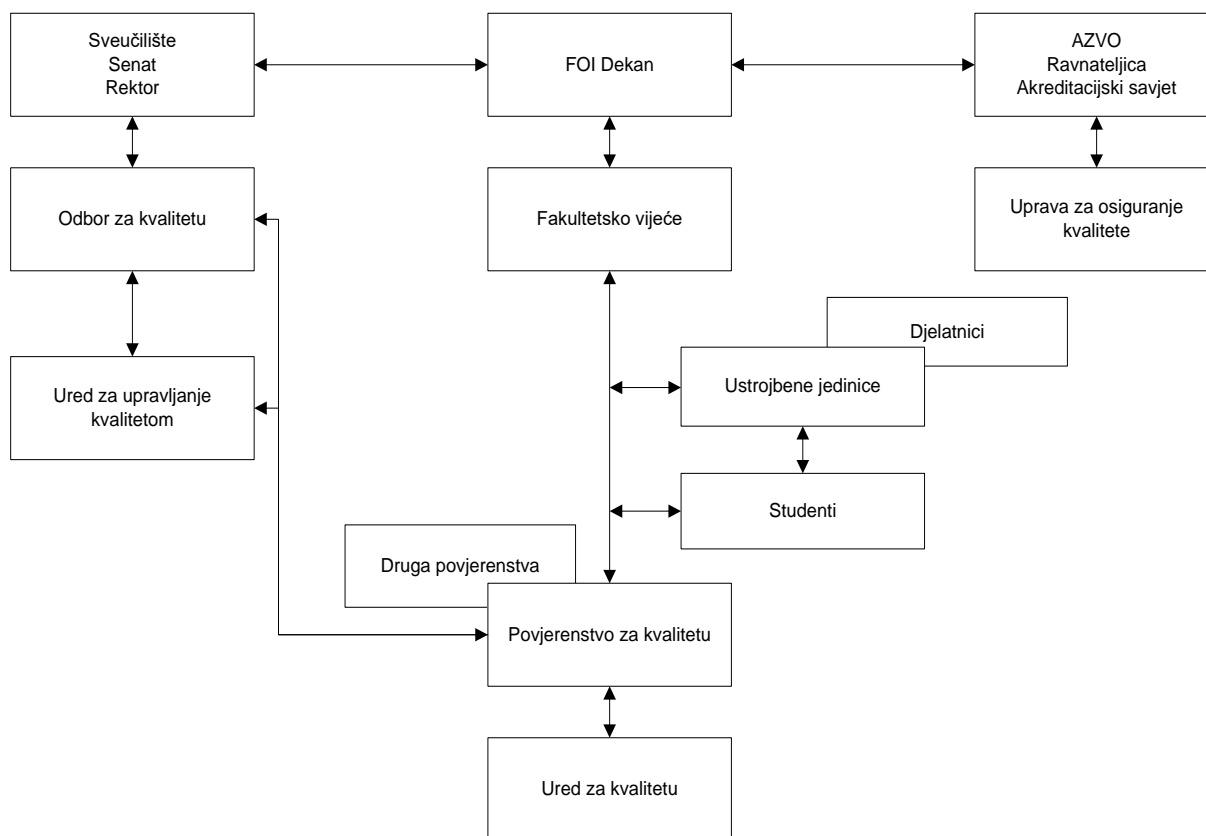 Sveučilište
Senat
Rektor
FOI Dekan
AZVO
Ravnateljica
Akreditacijski savjet
Odbor za kvalitetu
Fakultetsko vijeće
Uprava za osiguranje
kvalitete
Djelatnici
Ustrojbene jedinice
Ured za upravljanje
kvalitetom
Studenti
Druga povjerenstva
Povjerenstvo za kvalitetu
Ured za kvalitetu